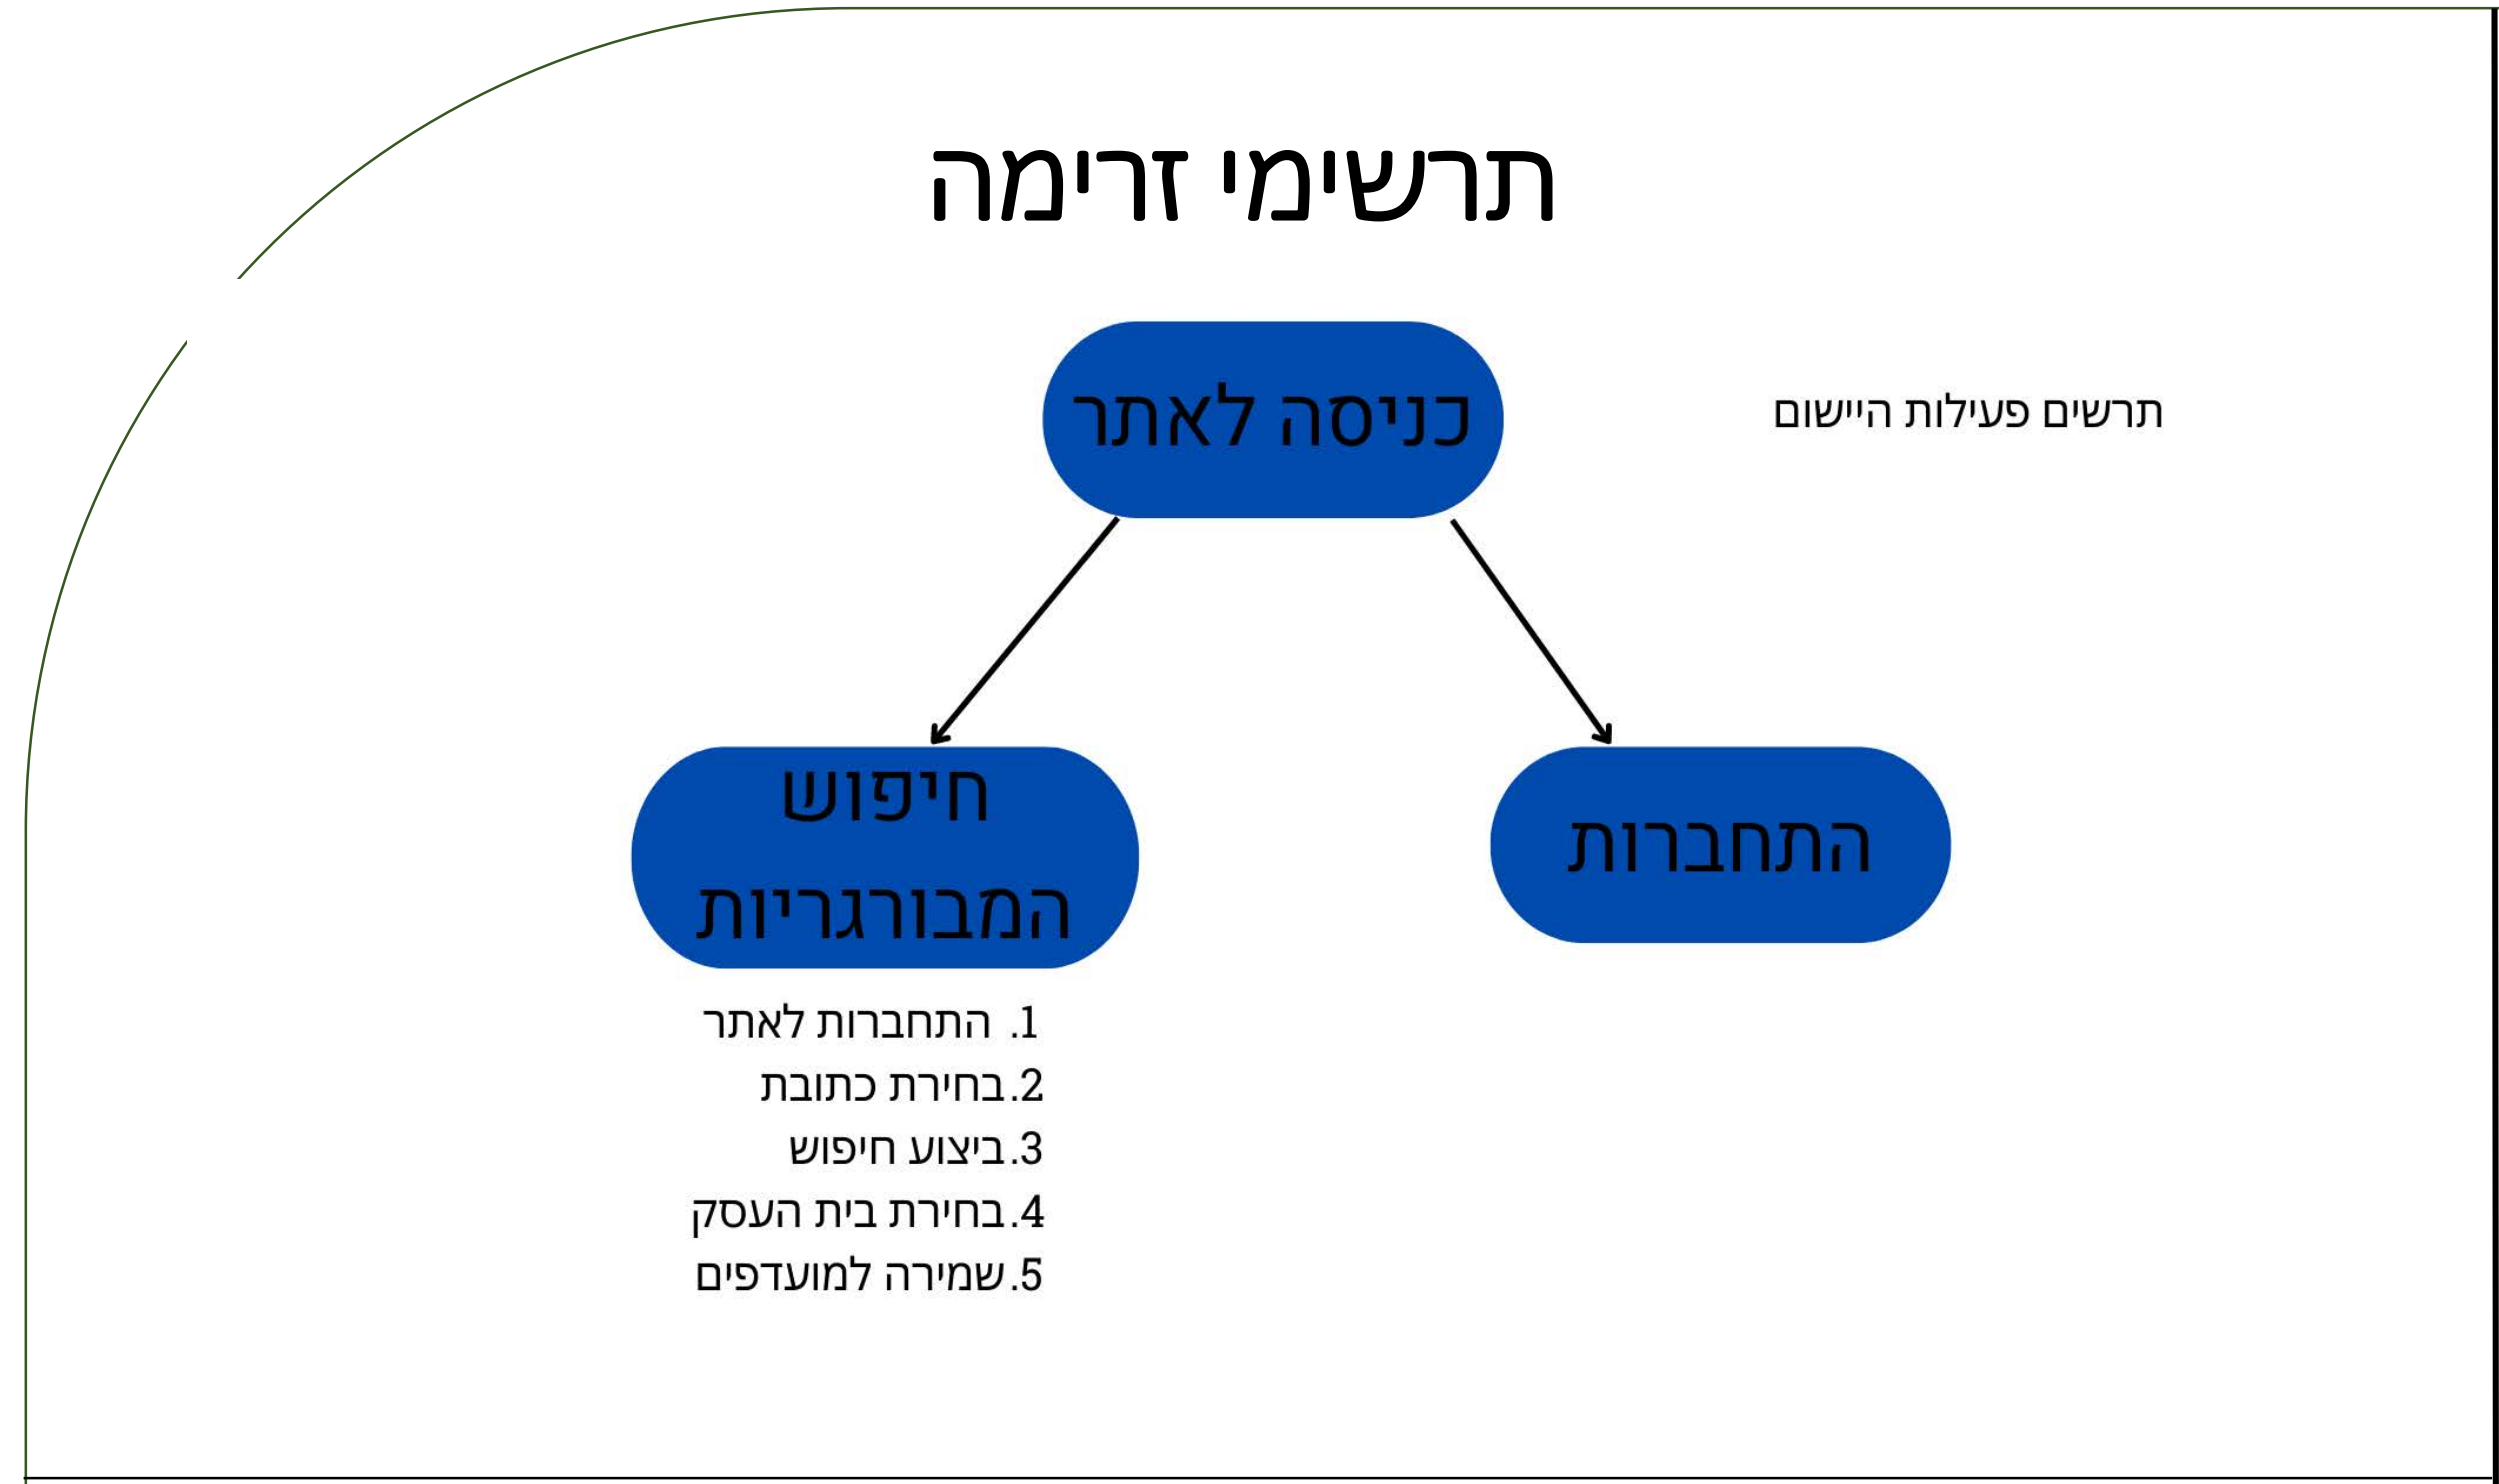 תרשימי זרימה
תרשים פעילות היישום
כניסה לאתר
התחברות
חיפוש
המבורגריות
1. התחברות לאתר
2. בחירת כתובת
3. ביצוע חיפוש
4. בחירת בית העסק
5. שמירה למועדפים